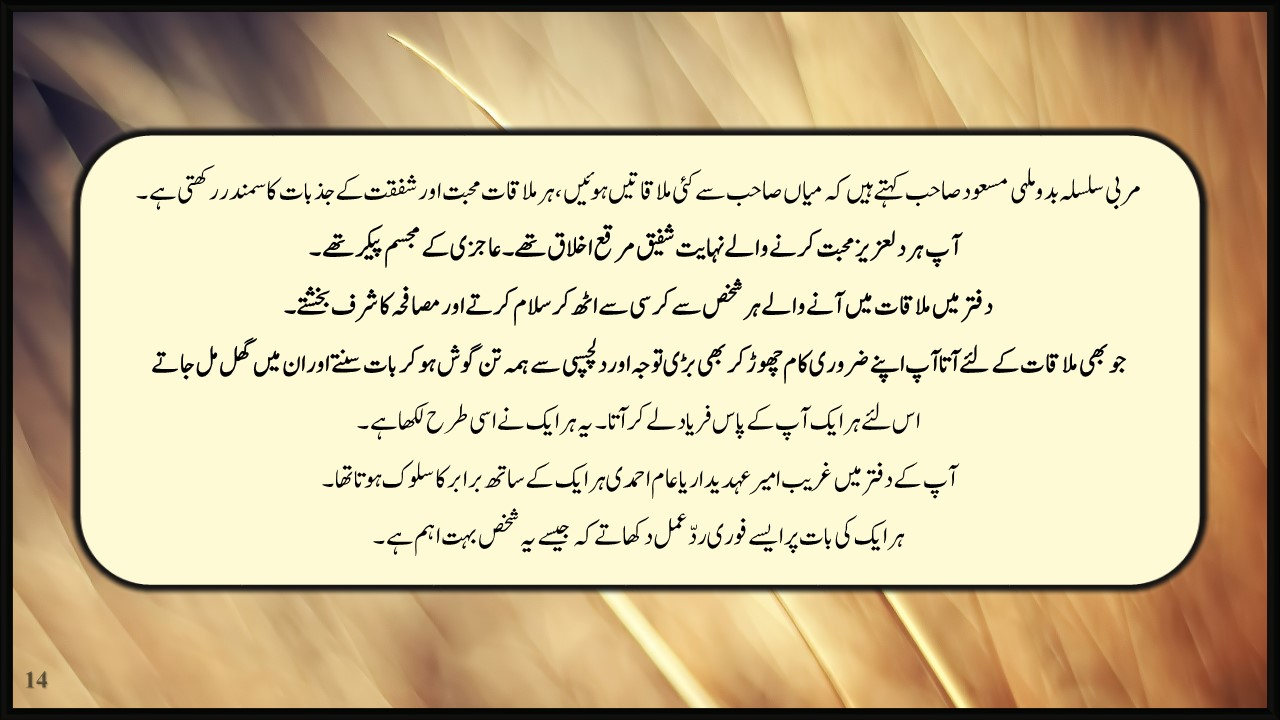 مربی سلسلہ بدوملہی مسعود صاحب کہتے ہیں کہ میاں صاحب سے کئی ملاقاتیں ہوئیں، ہر ملاقات محبت اور شفقت کے جذبات کا سمندر رکھتی ہے۔
آپ ہر دلعزیز محبت کرنے والے نہایت شفیق مرقع اخلاق تھے۔ عاجزی کے مجسم پیکر تھے۔
دفتر میں ملاقات میں آنے والے ہر شخص سے کرسی سے اٹھ کر سلام کرتے اور مصافحہ کا شرف بخشتے۔
جو بھی ملاقات کے لئے آتا آپ اپنے ضروری کام چھوڑ کر بھی بڑی توجہ اور دلچسپی سے ہمہ تن گوش ہو کر بات سنتے اور ان میں گھل مل جاتے
اس لئے ہر ایک آپ کے پاس فریاد لے کر آتا۔ یہ ہر ایک نے اسی طرح لکھا ہے۔
آپ کے دفتر میں غریب امیر عہدیدار یا عام احمدی ہر ایک کے ساتھ برابر کا سلوک ہوتا تھا۔
ہر ایک کی بات پر ایسے فوری ردّ عمل دکھاتے کہ جیسے یہ شخص بہت اہم ہے۔
14